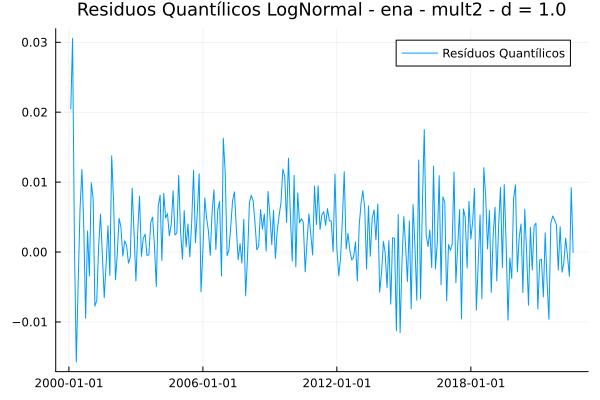 Residuos Quantílicos LogNormal - ena - mult2 - d = 1.0
Resíduos Quantílicos
0.03
0.02
0.01
0.00
−0.01
2000-01-01 2006-01-01 2012-01-01 2018-01-01